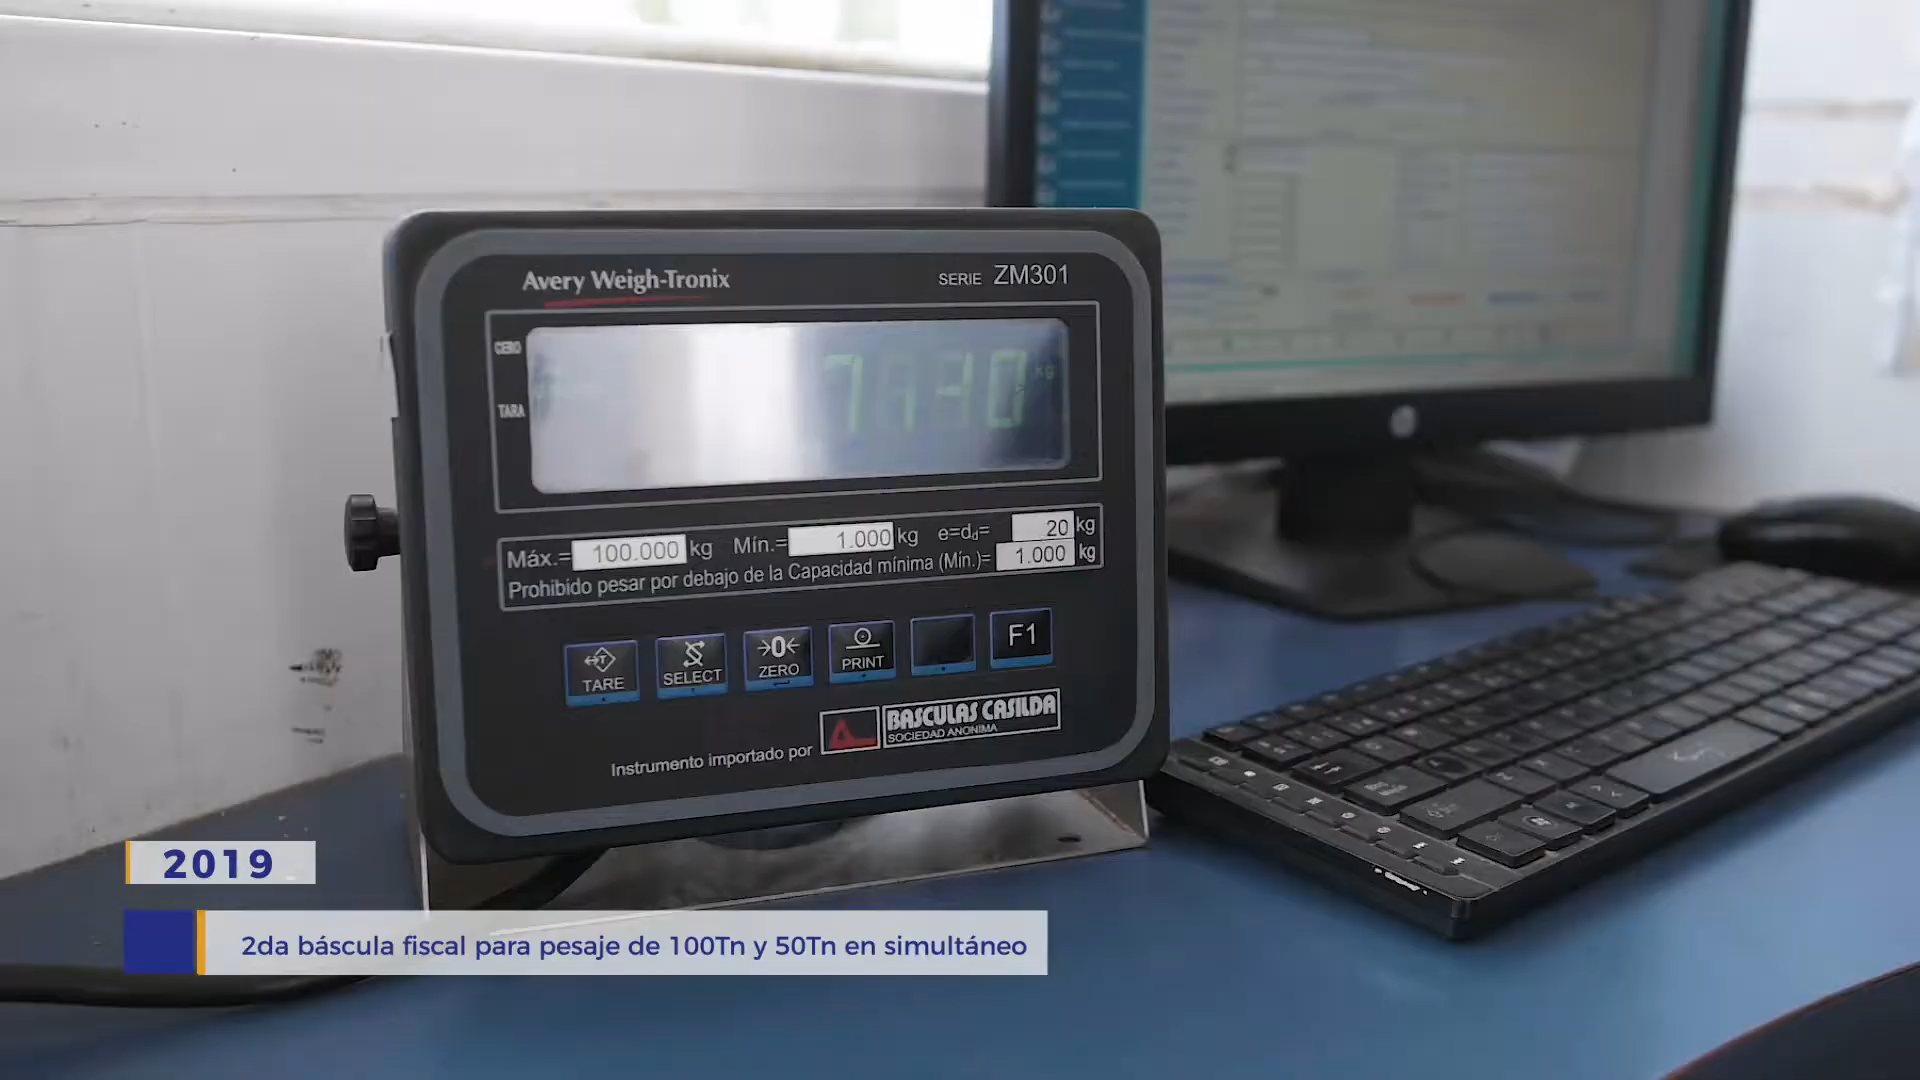 Avery Weigh-Tronix
SERIE ZM301
CERO
TARA
kg
Máx.= 100.000 kg Mín.= 1.000 kg e=dd= 20 kg
Prohibido pesar por debajo de la Capacidad mínima (Mín.)= 1.000 kg
TARE
SELECT
0
ZERO
PRINT
F1
Instrumento importado por
BASCULAS CASILDA
SOCIEDAD ANONIMA
2019
2da báscula fiscal para pesaje de 100Tn y 50Tn en simultáneo